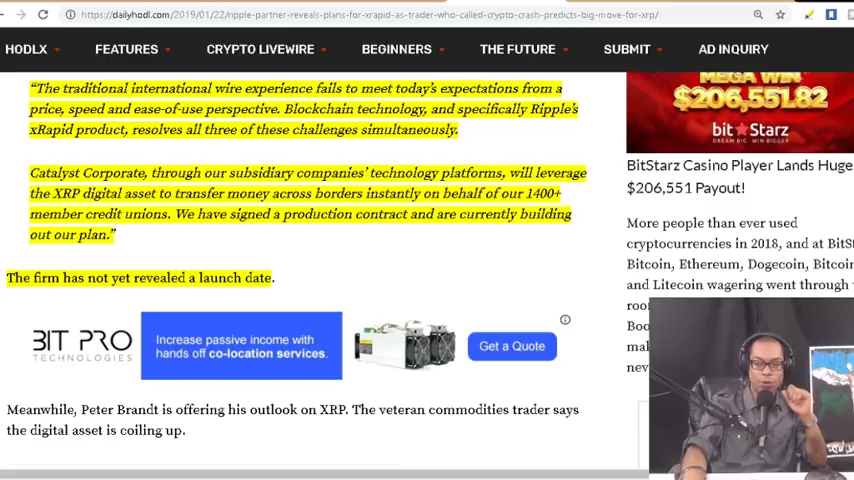 https://dailyhodl.com/2019/01/22/ripple-partner-reveals-plans-for-xrapid-as-trader-who-called-crypto-crash-predicts-big-move-for-xrp/
HODLX FEATURES CRYPTO LIVEWIRE BEGINNERS THE FUTURE SUBMIT AD INQUIRY
“The traditional international wire experience fails to meet today’s expectations from a
price, speed and ease-of-use perspective. Blockchain technology, and specifically Ripple’s
xRapid product, resolves all three of these challenges simultaneously.
Catalyst Corporate, through our subsidiary companies’ technology platforms, will leverage
the XRP digital asset to transfer money across borders instantly on behalf of our 1400+
member credit unions. We have signed a production contract and are currently building
out our plan.”
The firm has not yet revealed a launch date.
BIT PRO
TECHNOLOGIES
Increase passive income with
hands off co-location services.
Get a Quote
Meanwhile, Peter Brandt is offering his outlook on XRP. The veteran commodities trader says
the digital asset is coiling up.
MEGA WIN
$206,551.82
bitStarz
DREAM BIG, WIN BIGGER
BitStarz Casino Player Lands Huge
$206,551 Payout!
More people than ever used
cryptocurrencies in 2018, and at
Bitcoin, Ethereum, Dogecoin,
and Litecoin wagering went through